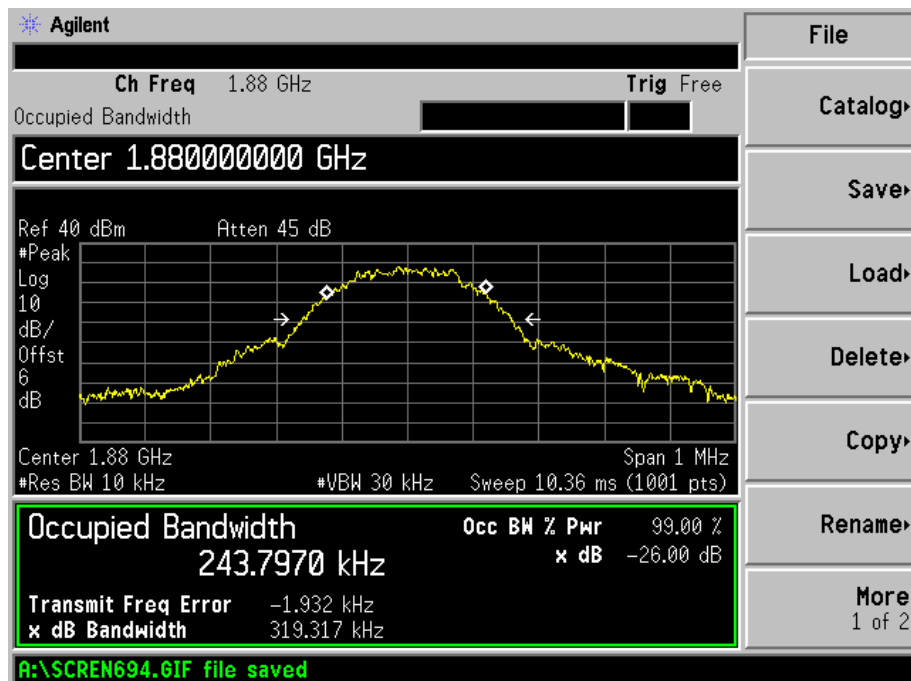 Agilent
File
Ch Freq 1.88 GHz
Trig Free
Occupied Bandwidth
Center 1.880000000 GHz
Ref 40 dBm
Atten 45 dB
#Peak
Log
10
dB/
Offst
6
dB
Center 1.88 GHz
Span 1 MHz
#Res BW 10 kHz
#VBW 30 kHz
Sweep 10.36 ms (1001 pts)
Occupied Bandwidth
243.7970 kHz
Occ BW % Pwr 99.00 %
x dB -26.00 dB
Transmit Freq Error -1.932 kHz
x dB Bandwidth 319.317 kHz
A:\SCREN694.GIF file saved
Catalog
Save
Load
Delete
Copy
Rename
More
1 of 2